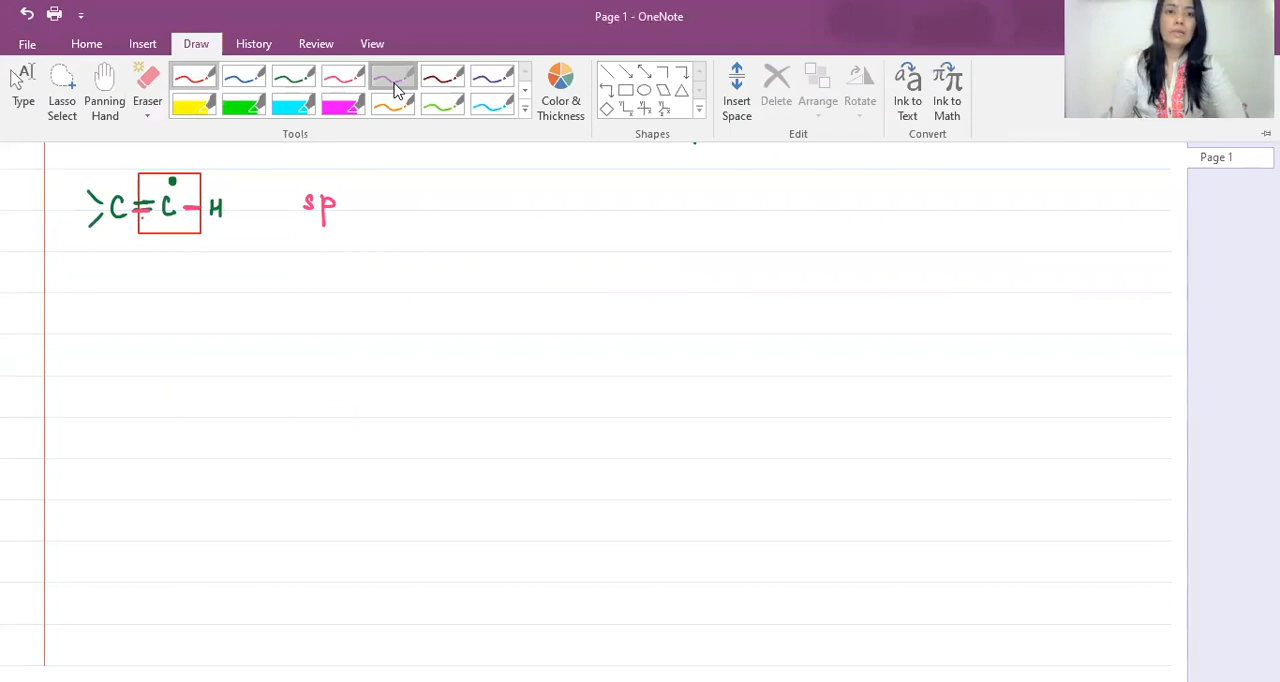 Page 1 - OneNote
File Home Insert Draw History Review View
Type
Lasso Select
Panning Hand
Eraser
Color & Thickness
Insert Space
Delete
Arrange
Rotate
Ink to Text
Ink to Math
Tools
Shapes
Edit
Convert
Page 1
C = C - H sp